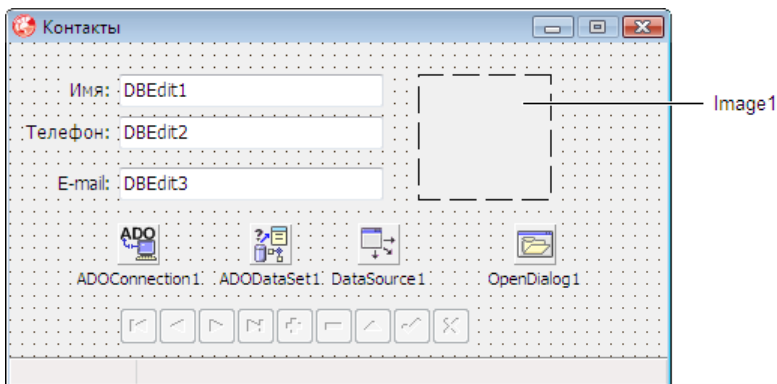 Контакты
Имя: DBEdit1
Image1
Телефон: DBEdit2
E-mail: DBEdit3
ADO
ADOConnection1 ADODataSet1 DataSource1 OpenDialog1